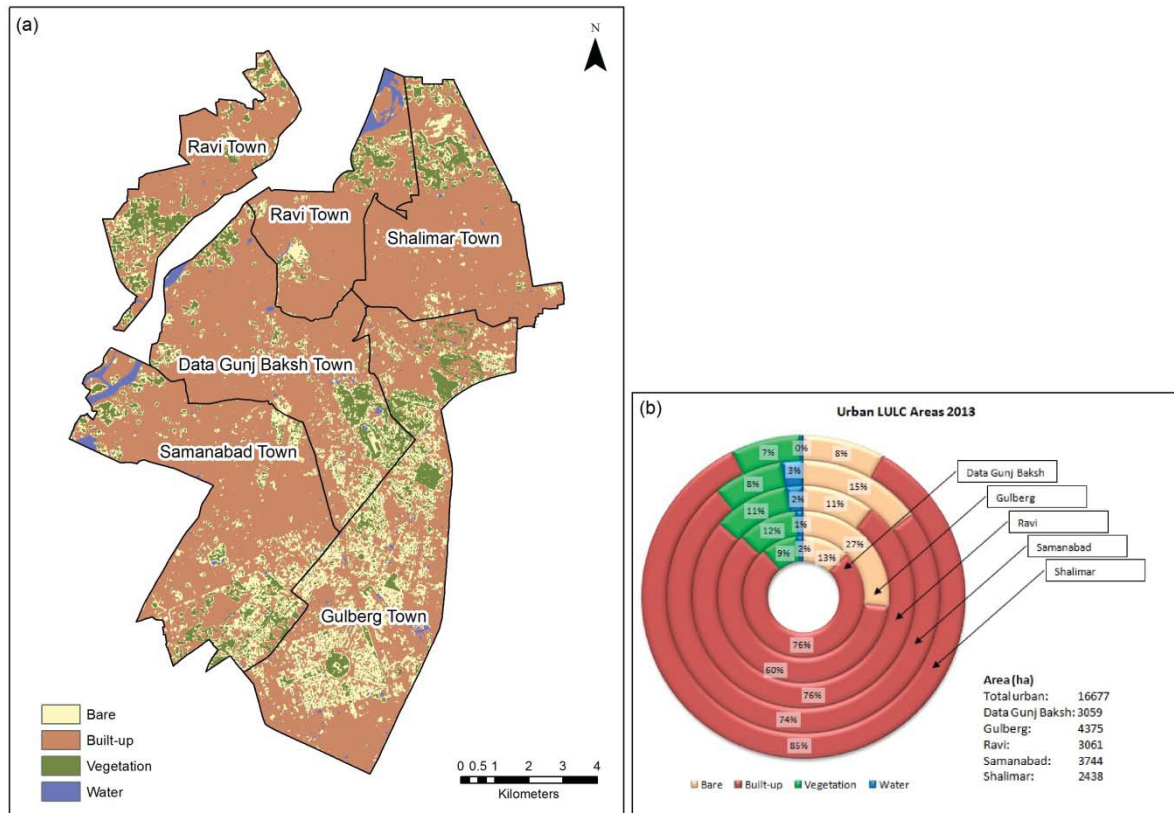 (a)
N
Ravi Town
Ravi Town
Shalimar Town
Data Gunj Baksh Town
Samanabad Town
Gulberg Town
Bare
Built-up
Vegetation
Water
0 0.5 1 2 3 4
Kilometers
(b)
Urban LULC Areas 2013
7% 0% 8%
8% 3% 15%
11% 2% 11%
12% 1% 27%
9% 2% 13%
76%
60%
76%
74%
85%
Data Gunj Baksh
Gulberg
Ravi
Samanabad
Shalimar
Area (ha)
Total urban: 16677
Data Gunj Baksh: 3059
Gulberg: 4375
Ravi: 3061
Samanabad: 3744
Shalimar: 2438
Bare Built-up Vegetation Water